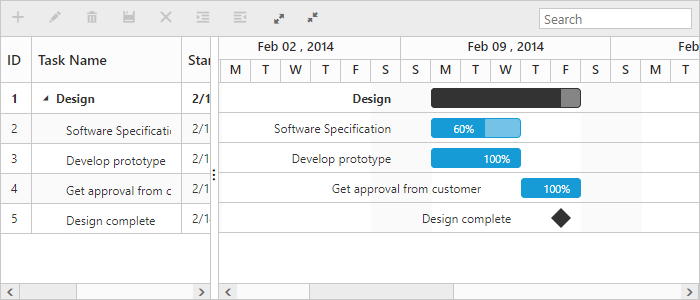 Search
ID Task Name Star
Feb 02 , 2014 Feb 09 , 2014 Feb
M T W T F S S M T W T F S S M T
1 Design 2/1
2 Software Specificatio 2/1
3 Develop prototype 2/1
4 Get approval from c 2/1
5 Design complete 2/1
Design
Software Specification 60%
Develop prototype 100%
Get approval from customer 100%
Design complete